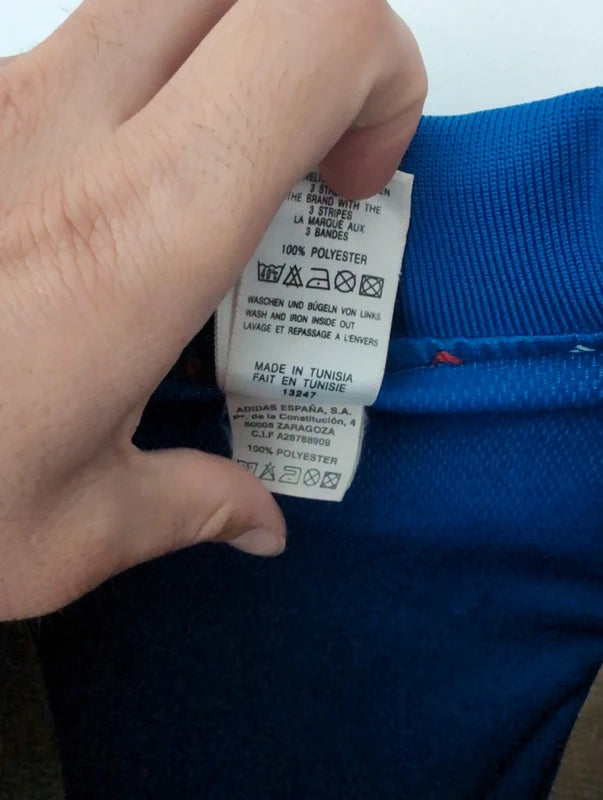 3 STR
THE BRAND WITH THE
3 STRIPES
LA MARQUE AUX
3 BANDES
100% POLYESTER
WASCHEN UND BÜGELN VON LINKS
WASH AND IRON INSIDE OUT
LAVAGE ET REPASSAGE A L'ENVERS
MADE IN TUNISIA
FAIT EN TUNISIE
13247
ADIDAS ESPAÑA, S.A.
Pº. de la Constitución, 4
50008 ZARAGOZA
C.I.F A28788909
100% POLYESTER